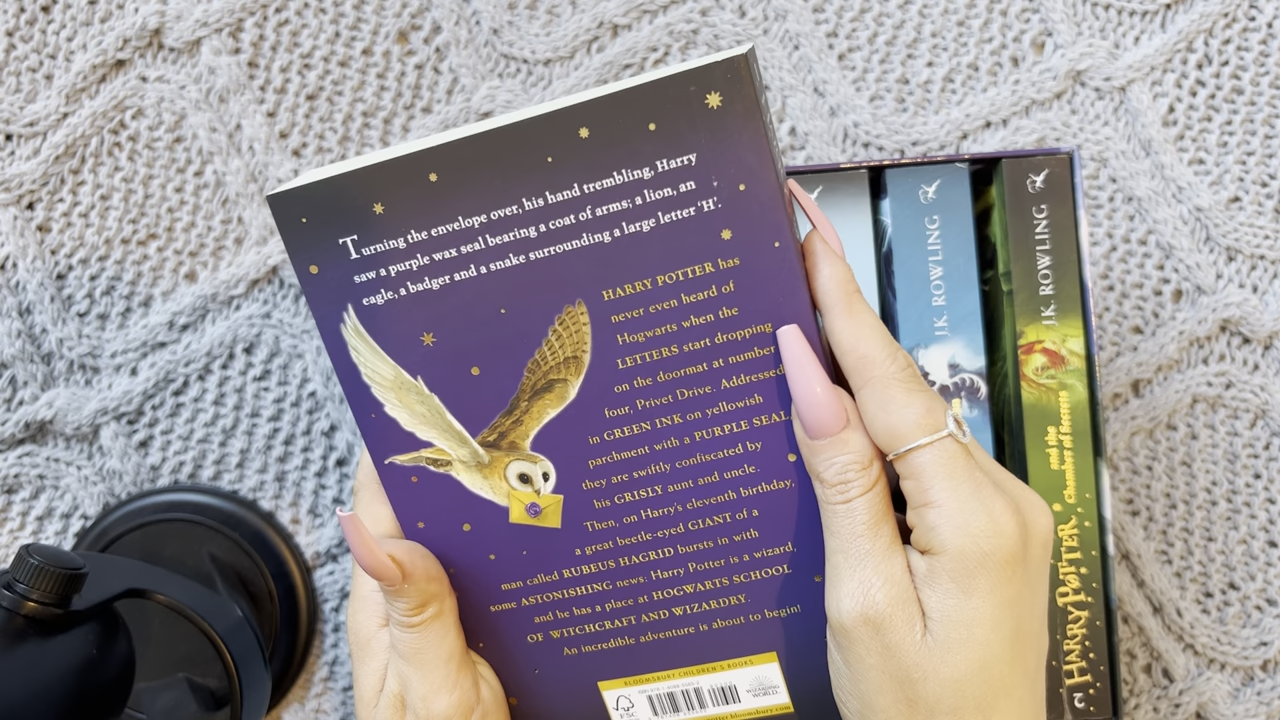 Turning the envelope over, his hand trembling, Harry
saw a purple wax seal bearing a coat of arms; a lion, an
eagle, a badger and a snake surrounding a large letter ‘H’.
HARRY POTTER has
never even heard of
Hogwarts when the
LETTERS start dropping
on the doormat at number
four, Privet Drive. Addressed
in GREEN INK on yellowish
parchment with a PURPLE SEAL,
they are swiftly confiscated by
his GRISLY aunt and uncle.
Then, on Harry's eleventh birthday,
a great beetle-eyed GIANT of a
man called RUBEUS HAGRID bursts in with
some ASTONISHING news: Harry Potter is a wizard,
and he has a place at HOGWARTS SCHOOL
OF WITCHCRAFT AND WIZARDRY.
An incredible adventure is about to begin!
BLOOMSBURY CHILDREN'S BOOKS
FSC
WIZARDING
WORLD
potter.bloomsbury.com
J.K. ROWLING
J.K. ROWLING
HARRY POTTER
and the
Chamber of Secrets